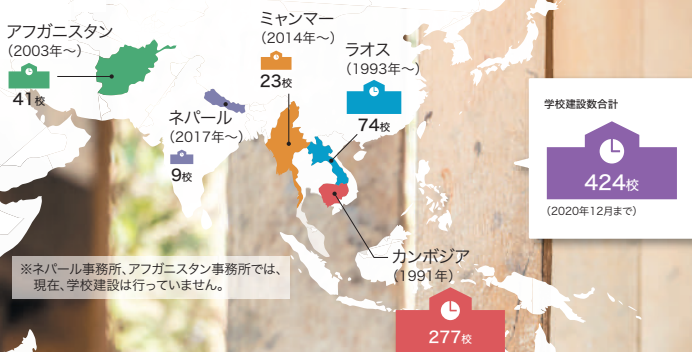 アフガニスタン
（2003年〜）
41校
ネパール
（2017年〜）
9校
ミャンマー
（2014年〜）
23校
ラオス
（1993年〜）
74校
カンボジア
（1991年）
277校
学校建設数合計
424校
（2020年12月まで）
※ネパール事務所、アフガニスタン事務所では、
現在、学校建設は行っていません。